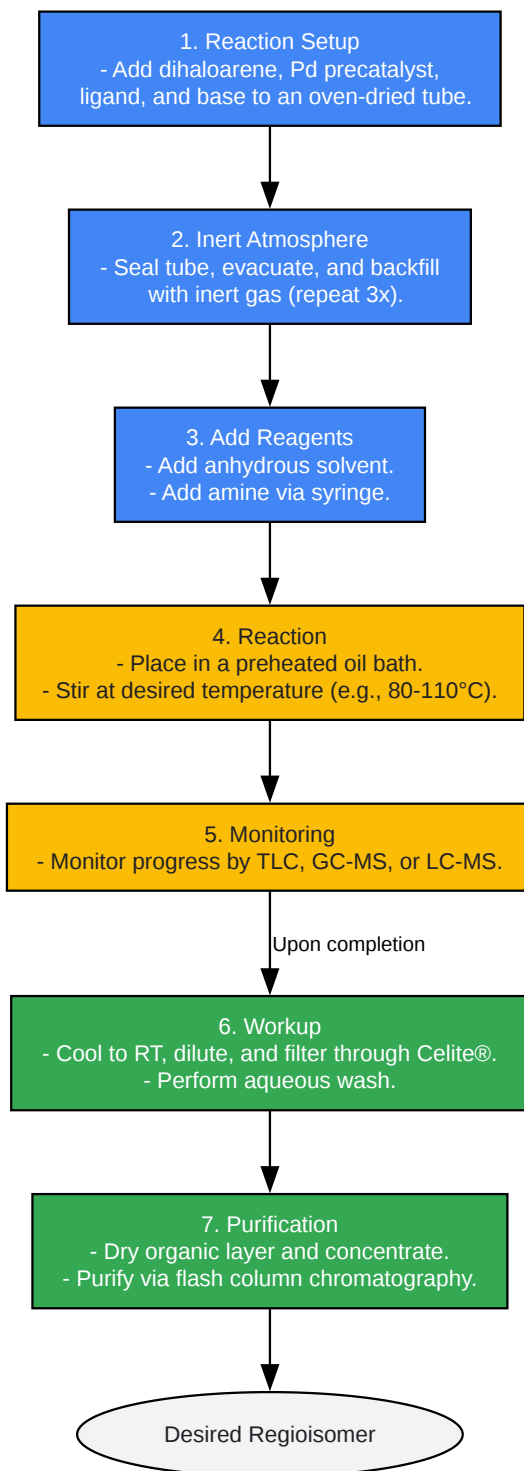 1. Reaction Setup
- Add dihaloarene, Pd precatalyst,
ligand, and base to an oven-dried tube.
2. Inert Atmosphere
- Seal tube, evacuate, and backfill
with inert gas (repeat 3x).
3. Add Reagents
- Add anhydrous solvent.
- Add amine via syringe.
4. Reaction
- Place in a preheated oil bath.
- Stir at desired temperature (e.g., 80-110°C).
5. Monitoring
- Monitor progress by TLC, GC-MS, or LC-MS.
Upon completion
6. Workup
- Cool to RT, dilute, and filter through Celite®.
- Perform aqueous wash.
7. Purification
- Dry organic layer and concentrate.
- Purify via flash column chromatography.
Desired Regioisomer